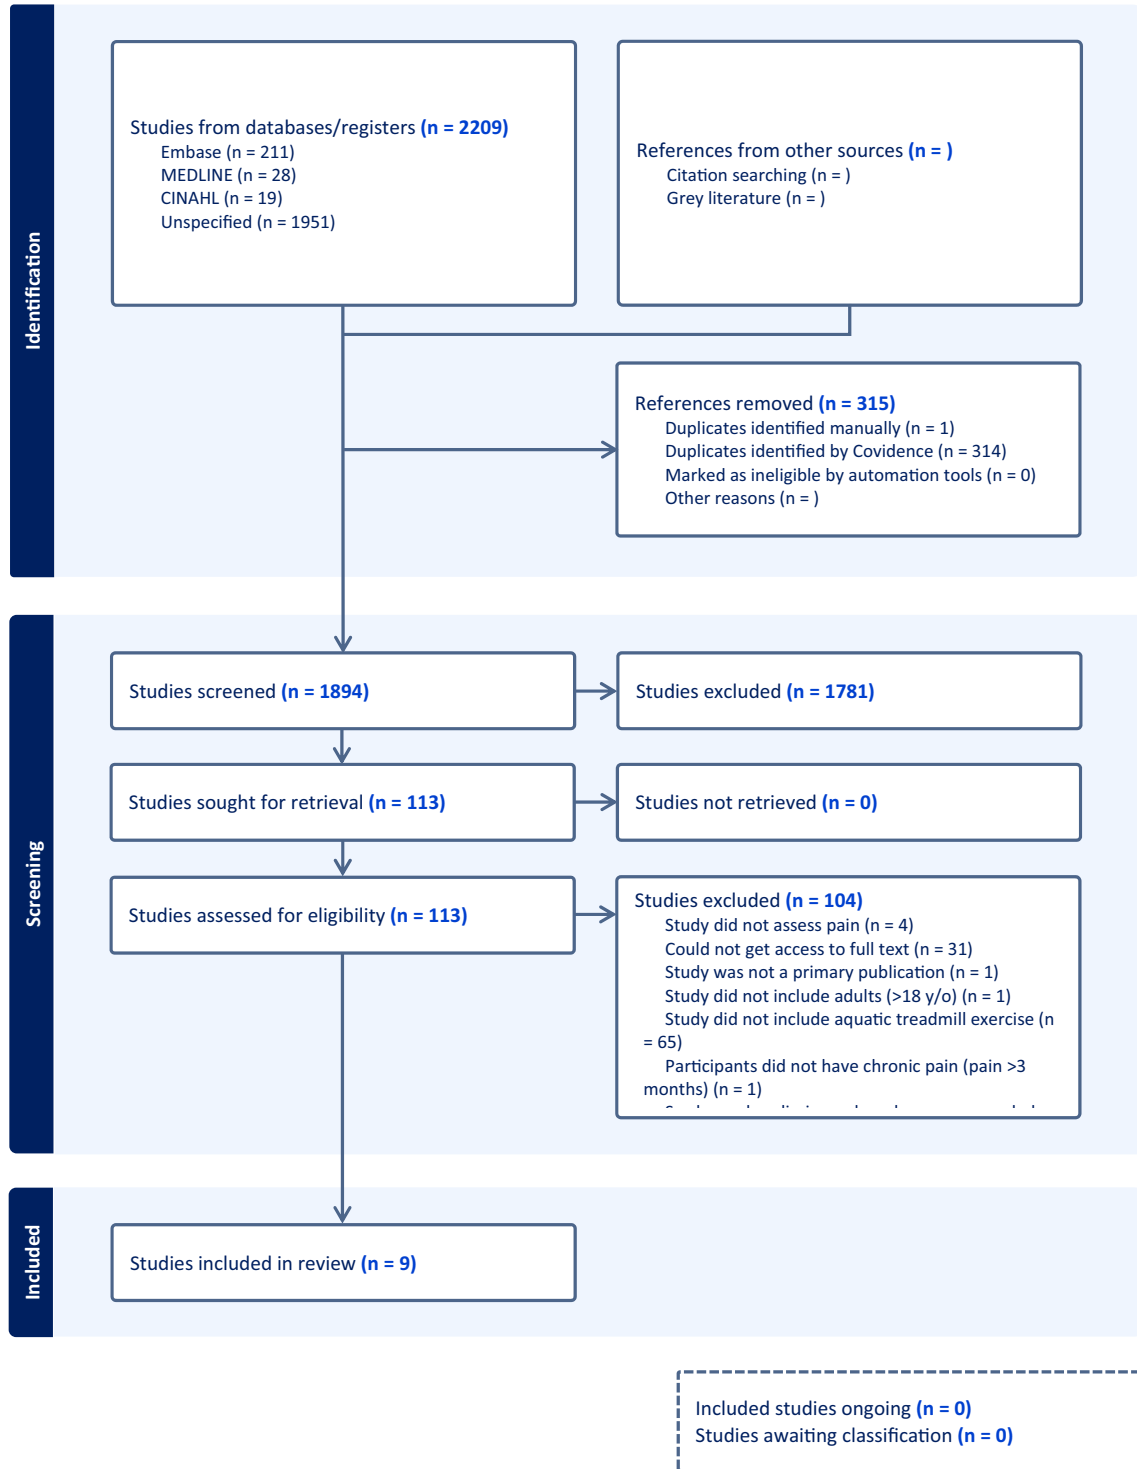 Identification
Studies from databases/registers (n = 2209)
Embase (n = 211)
MEDLINE (n = 28)
CINAHL (n = 19)
Unspecified (n = 1951)
References from other sources (n = )
Citation searching (n = )
Grey literature (n = )
References removed (n = 315)
Duplicates identified manually (n = 1)
Duplicates identified by Covidence (n = 314)
Marked as ineligible by automation tools (n = 0)
Other reasons (n = )
Screening
Studies screened (n = 1894)
Studies excluded (n = 1781)
Studies sought for retrieval (n = 113)
Studies not retrieved (n = 0)
Studies assessed for eligibility (n = 113)
Studies excluded (n = 104)
Study did not assess pain (n = 4)
Could not get access to full text (n = 31)
Study was not a primary publication (n = 1)
Study did not include adults (>18 y/o) (n = 1)
Study did not include aquatic treadmill exercise (n
= 65)
Participants did not have chronic pain (pain >3
months) (n = 1)
Included
Studies included in review (n = 9)
Included studies ongoing (n = 0)
Studies awaiting classification (n = 0)